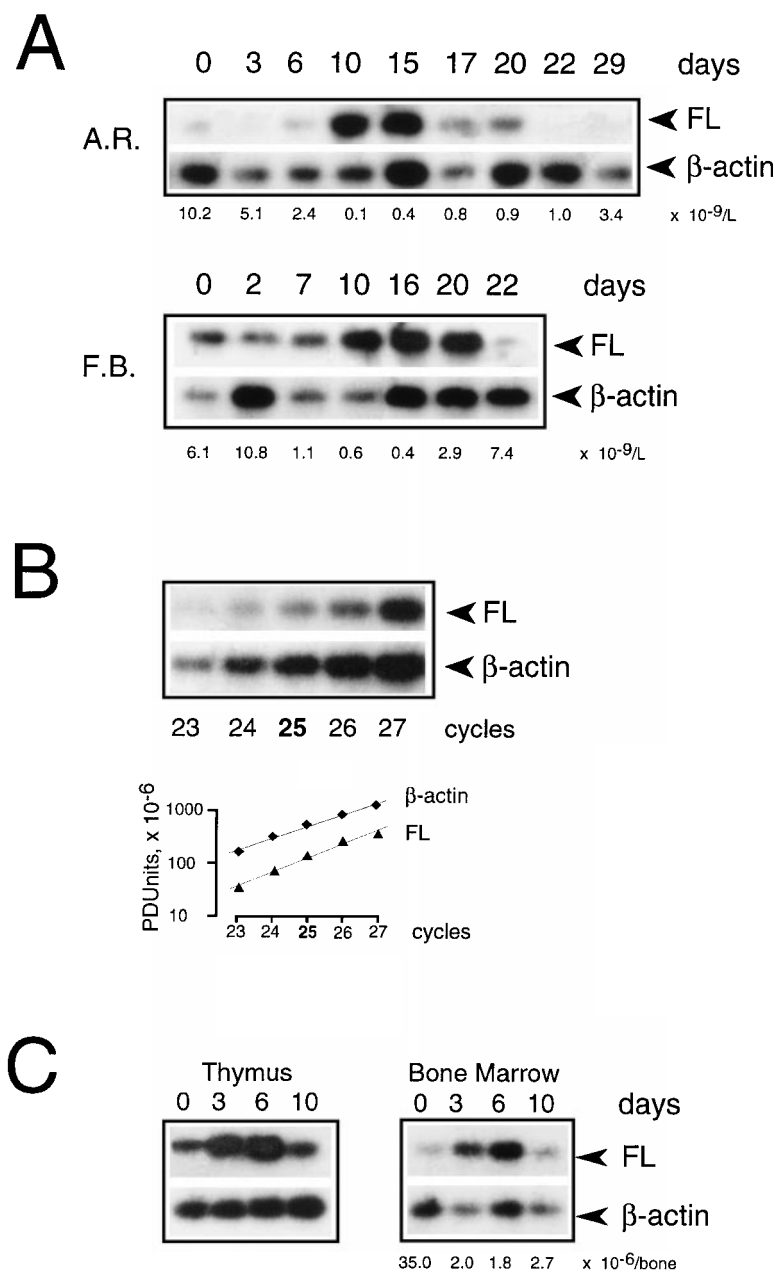 A
0 3 6 10 15 17 20 22 29 days
A.R.
FL
β-actin
10.2 5.1 2.4 0.1 0.4 0.8 0.9 1.0 3.4 x 10-9/L
0 2 7 10 16 20 22 days
F.B.
FL
β-actin
6.1 10.8 1.1 0.6 0.4 2.9 7.4 x 10-9/L
B
FL
β-actin
23 24 25 26 27 cycles
PDUnits, x 10-6
1000
100
10
β-actin
FL
23 24 25 26 27 cycles
C
Thymus Bone Marrow
0 3 6 10 0 3 6 10 days
FL
β-actin
35.0 2.0 1.8 2.7 x 10-6/bone